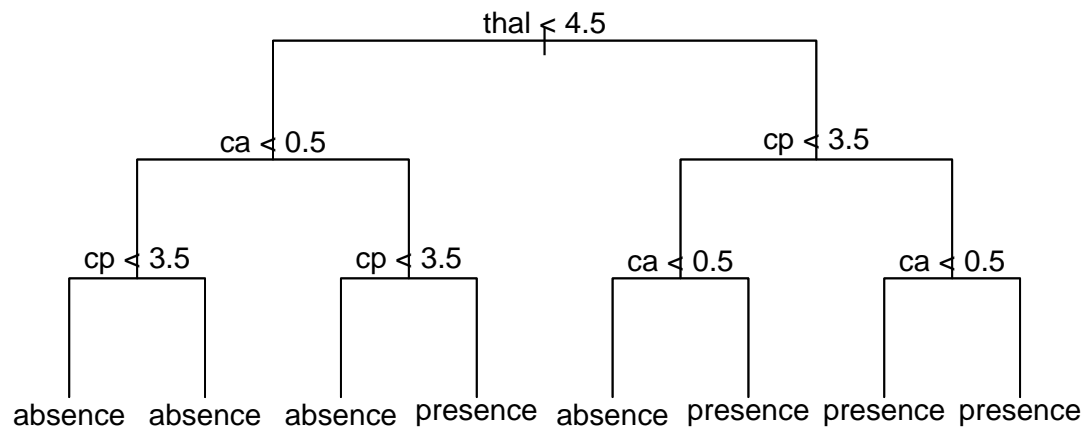 thal < 4.5
ca < 0.5
cp < 3.5
cp < 3.5
cp < 3.5
ca < 0.5
ca < 0.5
absence absence absence presence absence presence presence presence